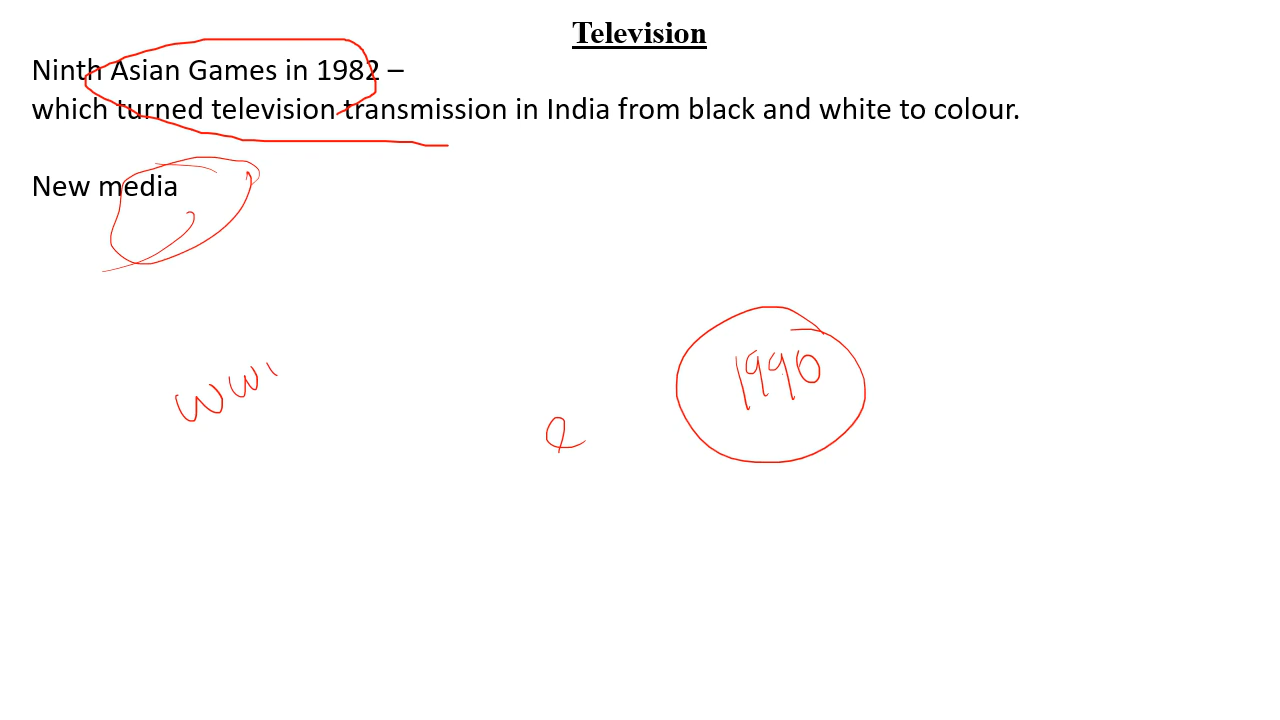 Television
Ninth Asian Games in 1982 –
which turned television transmission in India from black and white to colour.
New media
1990